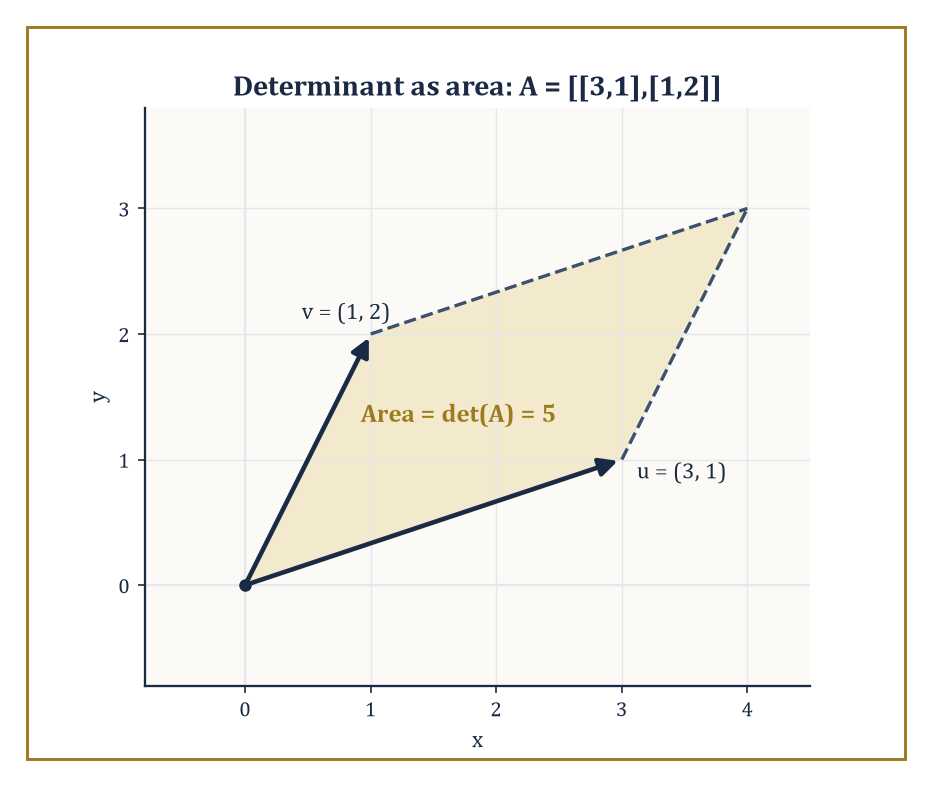 Determinant as area: A = [[3,1],[1,2]]
3
v = (1, 2)
2
y
Area = det(A) = 5
1
u = (3, 1)
0
0 1 2 3 4
x